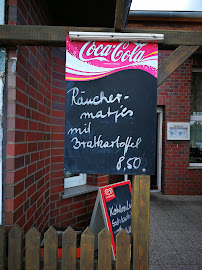 Coca-Cola
Räucher-
matjes
mit
Bratkartoffel
8,50